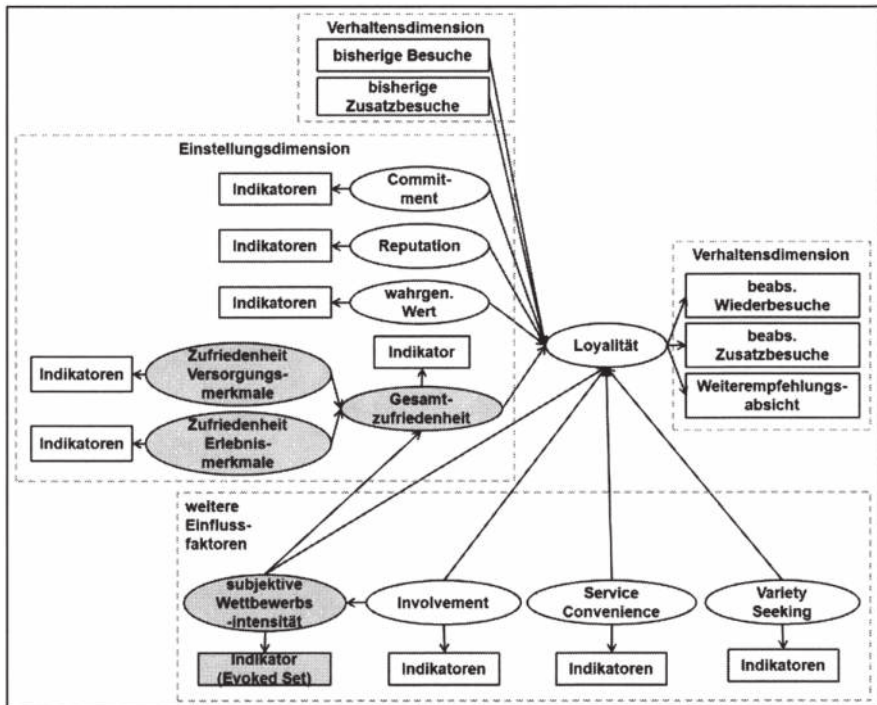 Verhaltensdimension
bisherige Besuche
bisherige
Zusatzbesuche
Einstellungsdimension
Indikatoren
Commit-
ment
Indikatoren
Reputation
Indikatoren
wahrgen.
Wert
Verhaltensdimension
beabs.
Wiederbesuche
beabs.
Zusatzbesuche
Weiterempfehlungs-
absicht
Loyalität
Indikator
Indikatoren
Zufriedenheit
Versorgungs-
merkmale
Gesamt-
zufriedenheit
Indikatoren
Zufriedenheit
Erlebnis-
merkmale
weitere
Einfluss-
faktoren
subjektive
Wettbewerbs
-intensität
Involvement
Service
Convenience
Variety
Seeking
Indikator
(Evoked Set)
Indikatoren
Indikatoren
Indikatoren